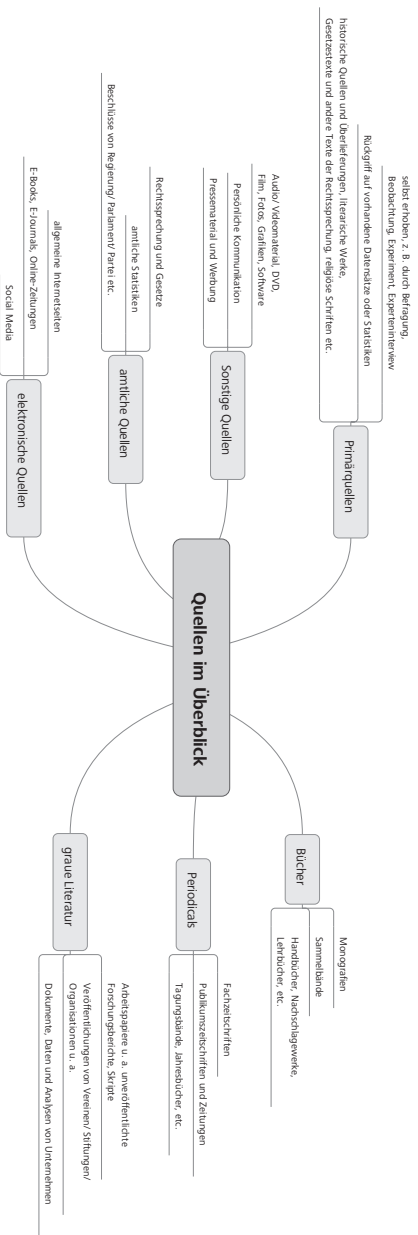 Quellen im Überblick
Primärquellen
selbst erhoben, z. B. durch Befragung,
Beobachtung, Experiment, Experteninterview
Rückgriff auf vorhandene Datensätze oder Statistiken
historische Quellen und Überlieferungen, literarische Werke,
Gesetzestexte und andere Texte der Rechtssprechung, religiöse Schriften etc.
Sonstige Quellen
Audio/ Videomaterial, DVD,
Film, Fotos, Grafiken, Software
Persönliche Kommunikation
Pressematerial und Werbung
amtliche Quellen
Rechtssprechung und Gesetze
amtliche Statistiken
Beschlüsse von Regierung/ Parlament/ Partei etc.
elektronische Quellen
allgemeine Internetseiten
E-Books, E-Journals, Online-Zeitungen
Social Media
Bücher
Monografien
Sammelbände
Handbücher, Nachschlagewerke,
Lehrbücher, etc.
Periodicals
Fachzeitschriften
Publikumszeitschriften und Zeitungen
Tagungsbände, Jahresbücher, etc.
graue Literatur
Arbeitspapiere u. a. unveröffentlichte
Forschungsberichte, Skripte
Veröffentlichungen von Vereinen/ Stiftungen/
Organisationen u. a.
Dokumente, Daten und Analysen von Unternehmen